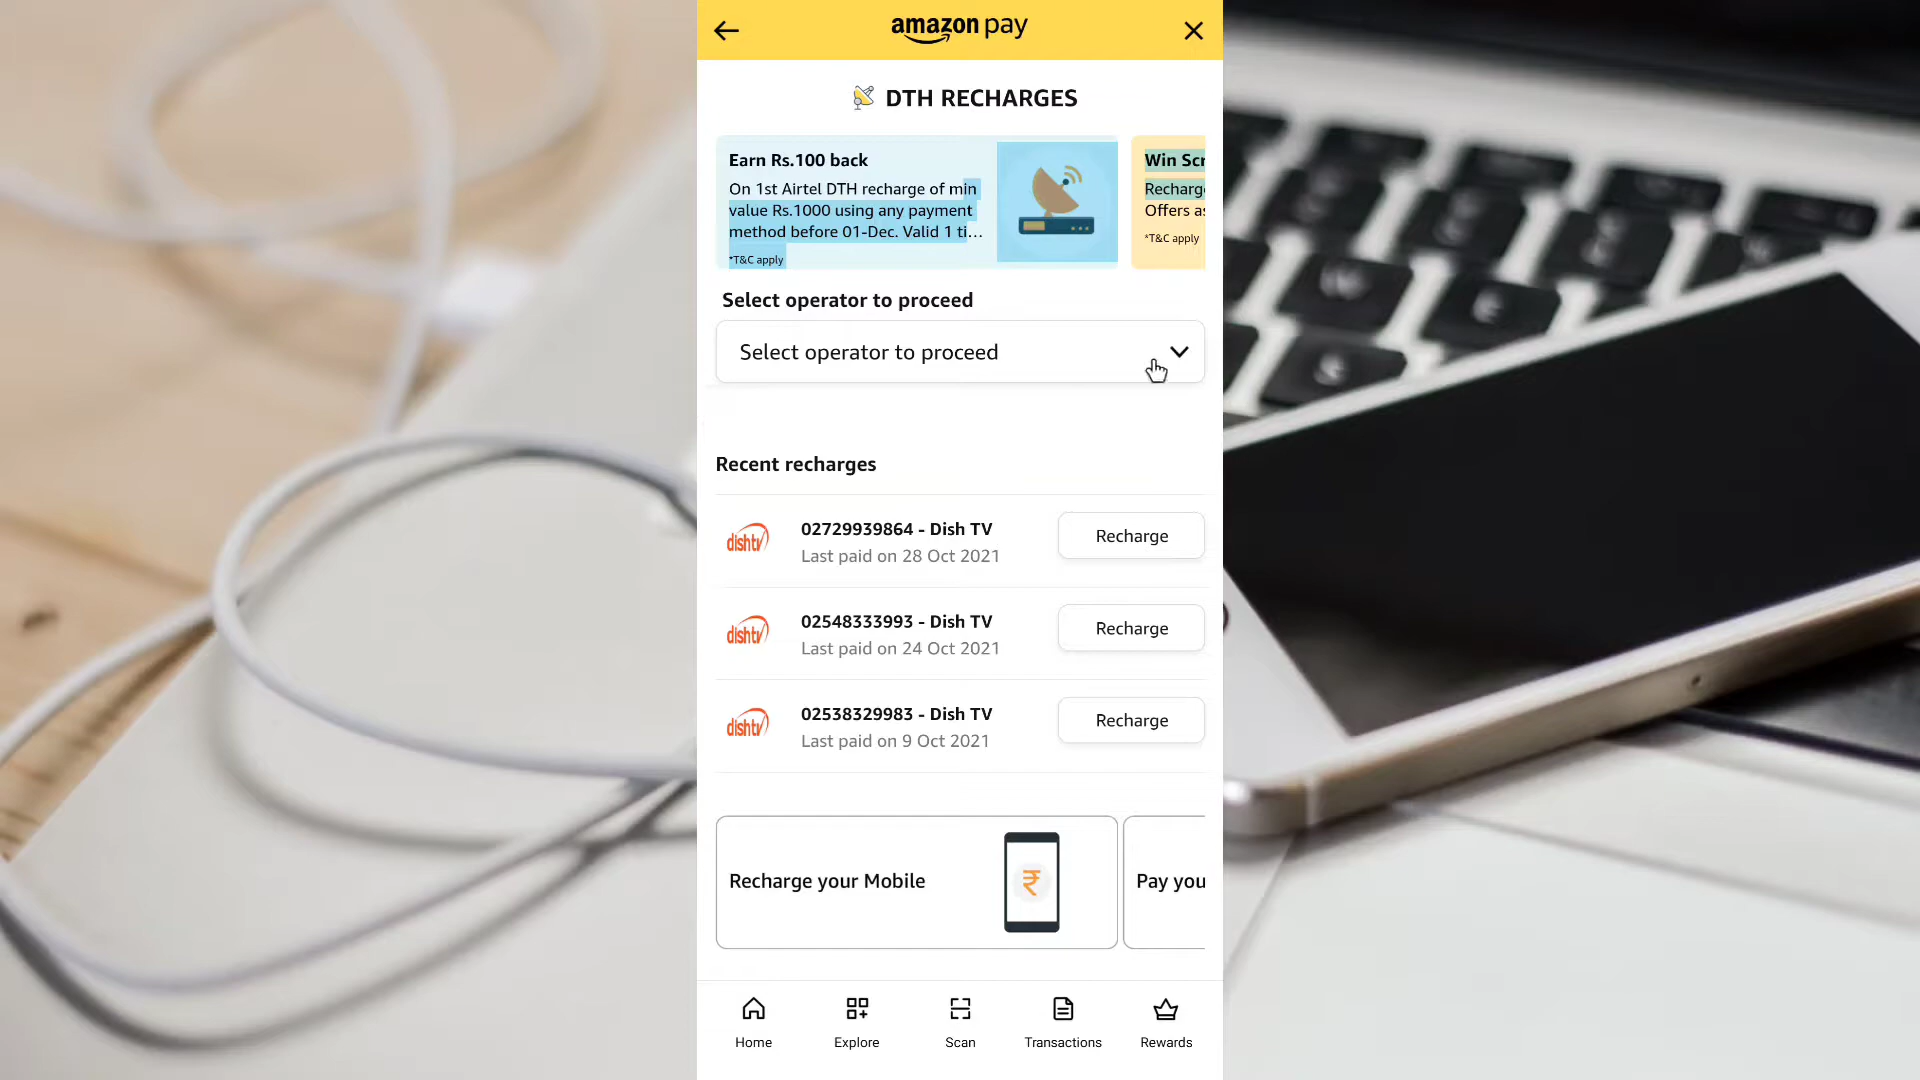 amazon pay
DTH RECHARGES
Earn Rs.100 back
On 1st Airtel DTH recharge of min
value Rs.1000 using any payment
method before 01-Dec. Valid 1 ti...
*T&C apply
Win Scr
Recharg
Offers as
*T&C apply
Select operator to proceed
Select operator to proceed
Recent recharges
dishtv
02729939864 - Dish TV
Last paid on 28 Oct 2021
Recharge
dishtv
02548333993 - Dish TV
Last paid on 24 Oct 2021
Recharge
dishtv
02538329983 - Dish TV
Last paid on 9 Oct 2021
Recharge
Recharge your Mobile
₹
Pay you
Home
Explore
Scan
Transactions
Rewards